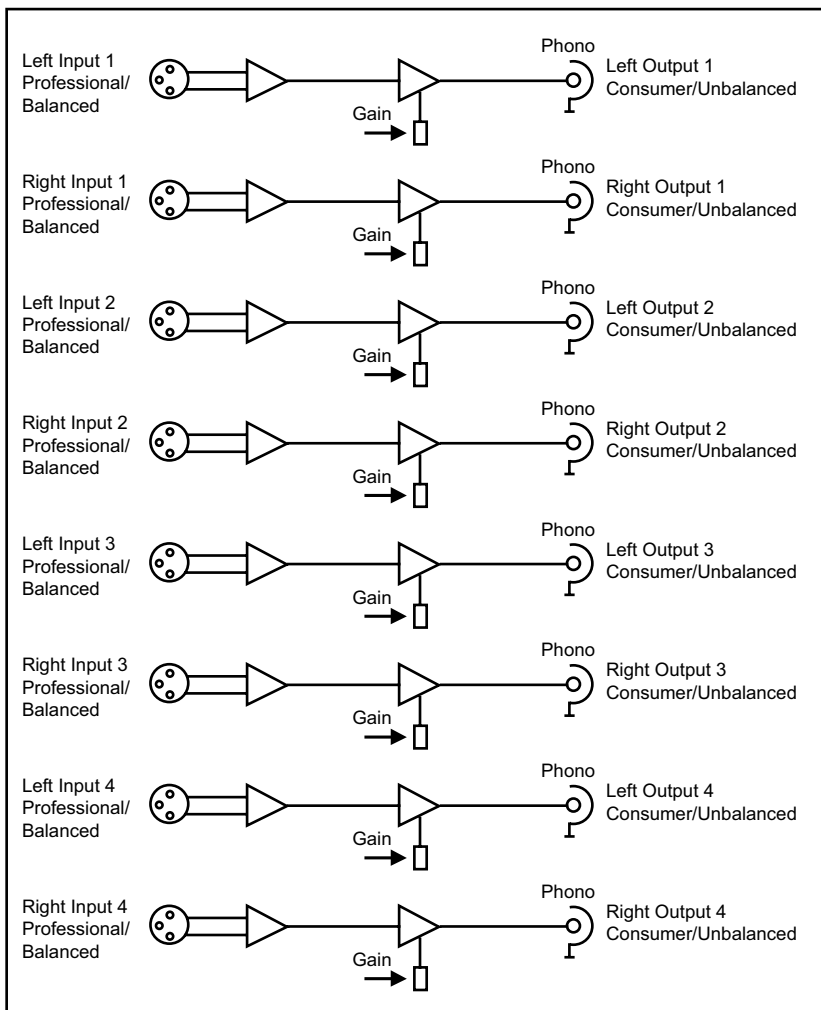 Left Input 1
Professional/
Balanced
Gain
Phono
Left Output 1
Consumer/Unbalanced
Right Input 1
Professional/
Balanced
Gain
Phono
Right Output 1
Consumer/Unbalanced
Left Input 2
Professional/
Balanced
Gain
Phono
Left Output 2
Consumer/Unbalanced
Right Input 2
Professional/
Balanced
Gain
Phono
Right Output 2
Consumer/Unbalanced
Left Input 3
Professional/
Balanced
Gain
Phono
Left Output 3
Consumer/Unbalanced
Right Input 3
Professional/
Balanced
Gain
Phono
Right Output 3
Consumer/Unbalanced
Left Input 4
Professional/
Balanced
Gain
Phono
Left Output 4
Consumer/Unbalanced
Right Input 4
Professional/
Balanced
Gain
Phono
Right Output 4
Consumer/Unbalanced